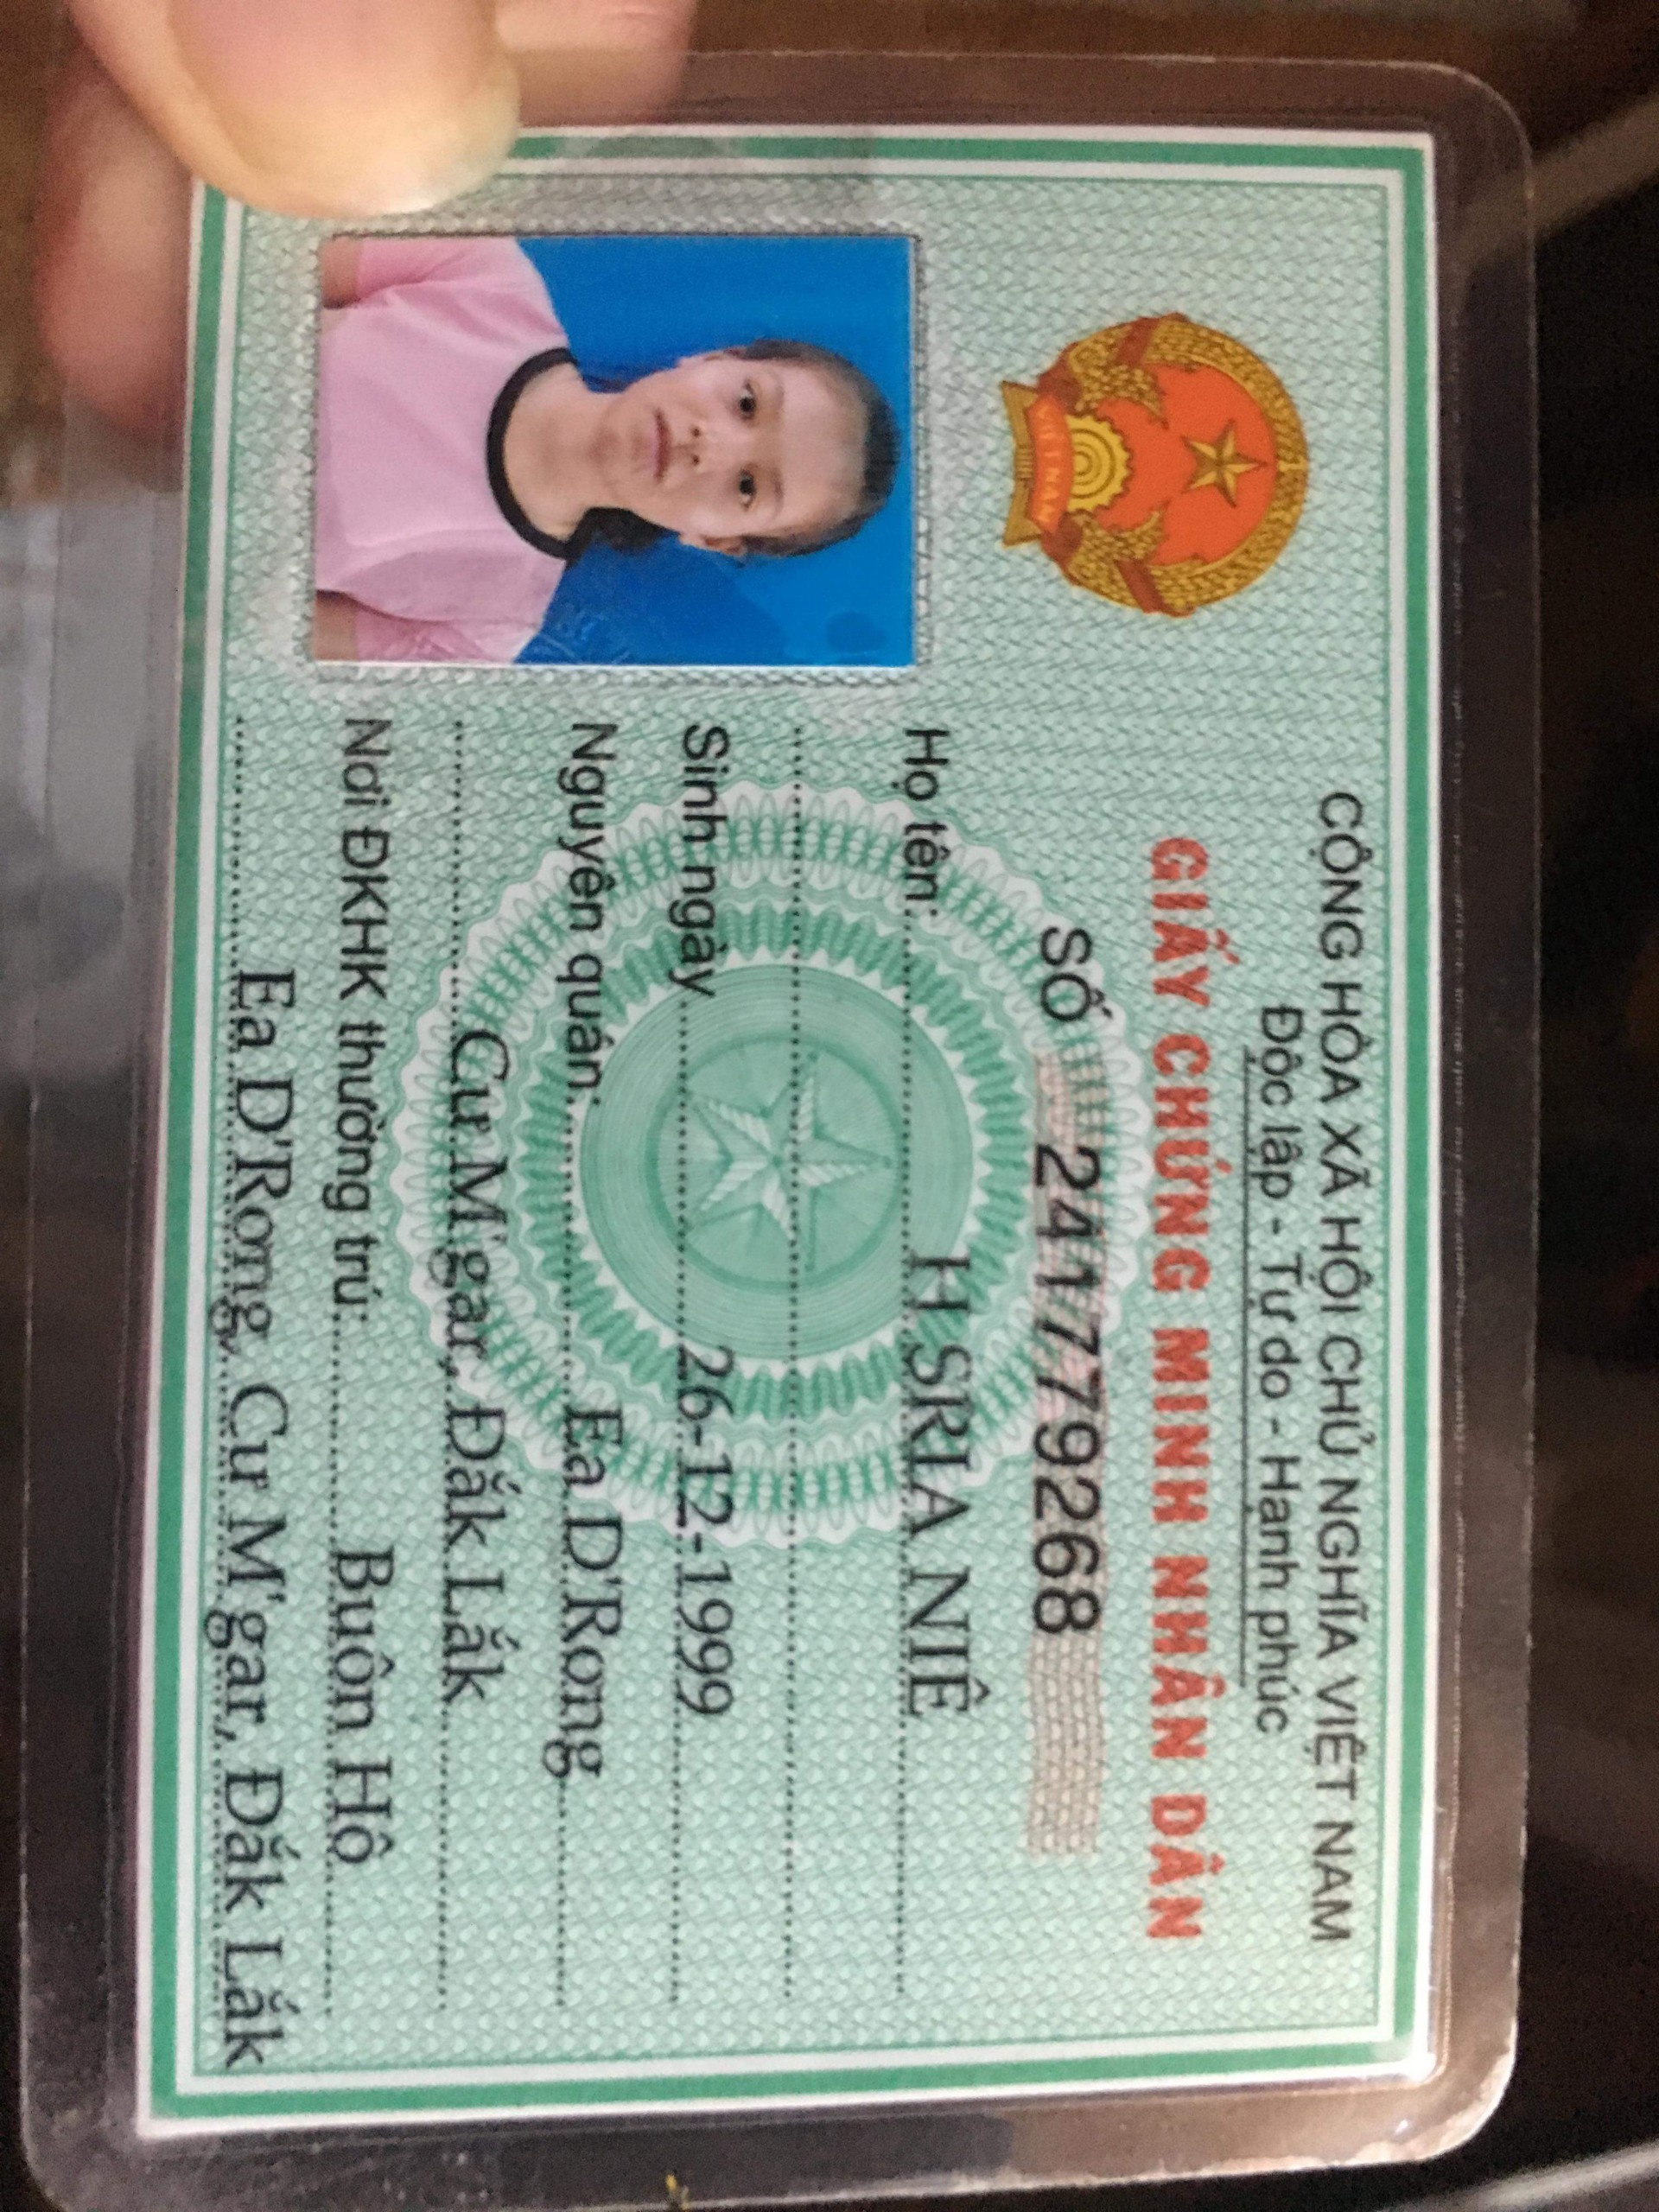 CỘNG HÒA XÃ HỘI CHỦ NGHĨA VIỆT NAM
Độc lập - Tự do - Hạnh phúc
GIẤY CHỨNG MINH NHÂN DÂN
SỐ 241779268
Họ tên: H SRIA NIÊ
Sinh ngày 26-12-1999
Nguyên quán: Ea D'Rong
Cư M'gar, Đắk Lắk
Nơi ĐKHK thường trú: Buôn Hô
Ea D'Rong, Cư M'gar, Đắk Lắk
VIỆT NAM